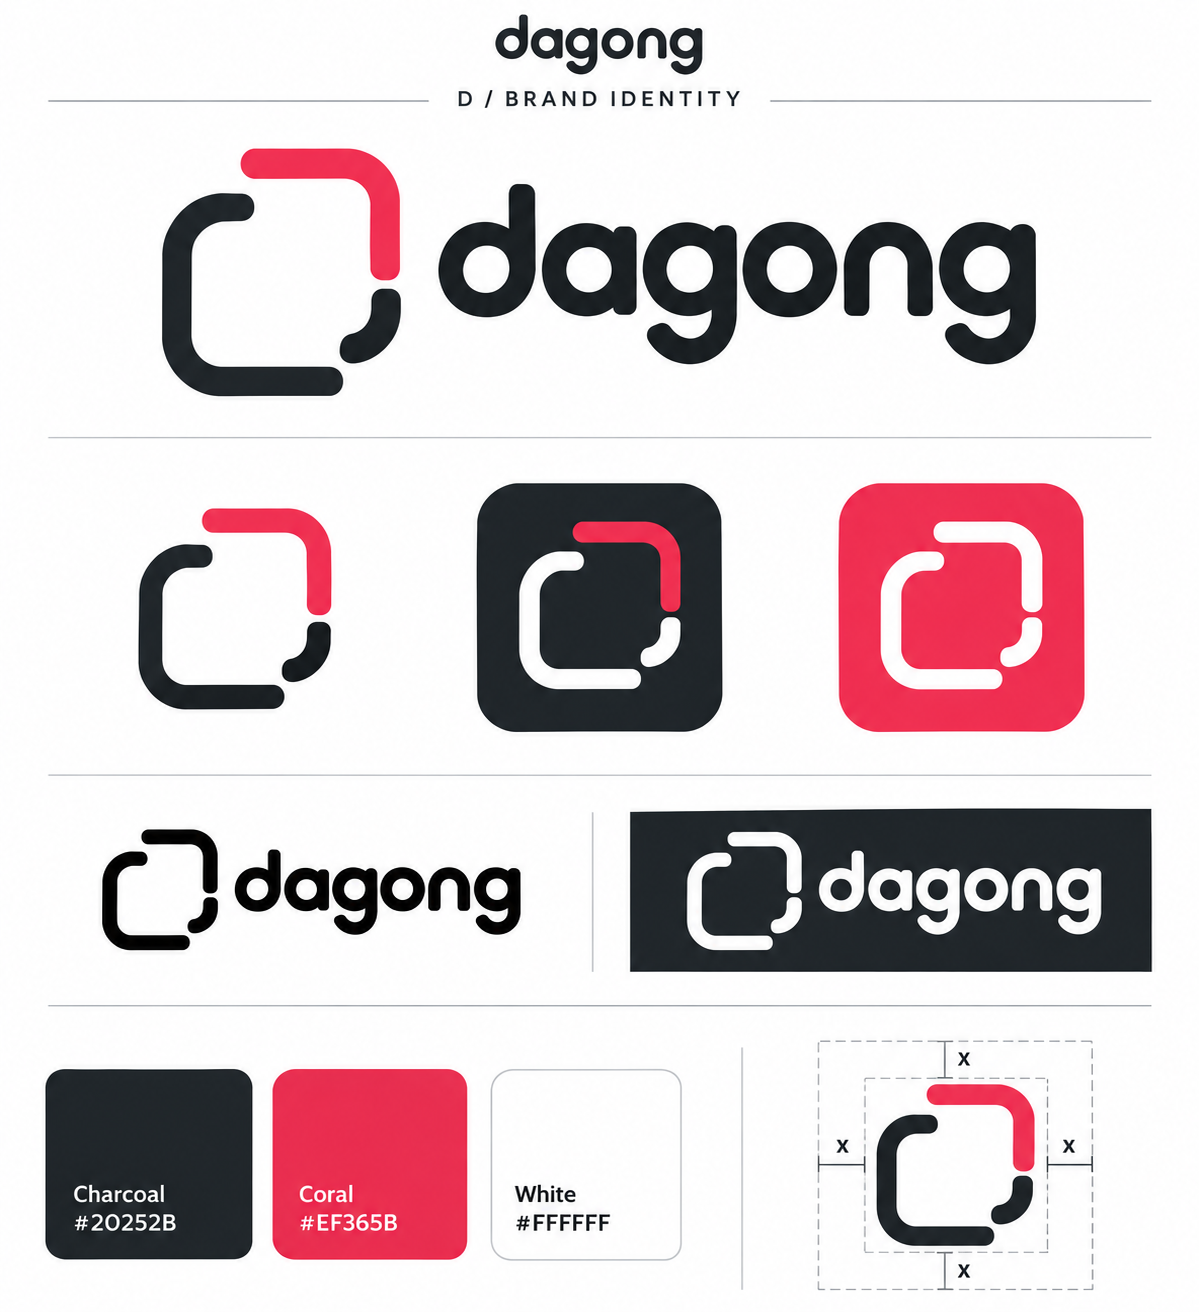 dagong
D / BRAND IDENTITY
dagong
dagong
dagong
Charcoal
#20252B
Coral
#EF365B
White
#FFFFFF
X
X
X
X